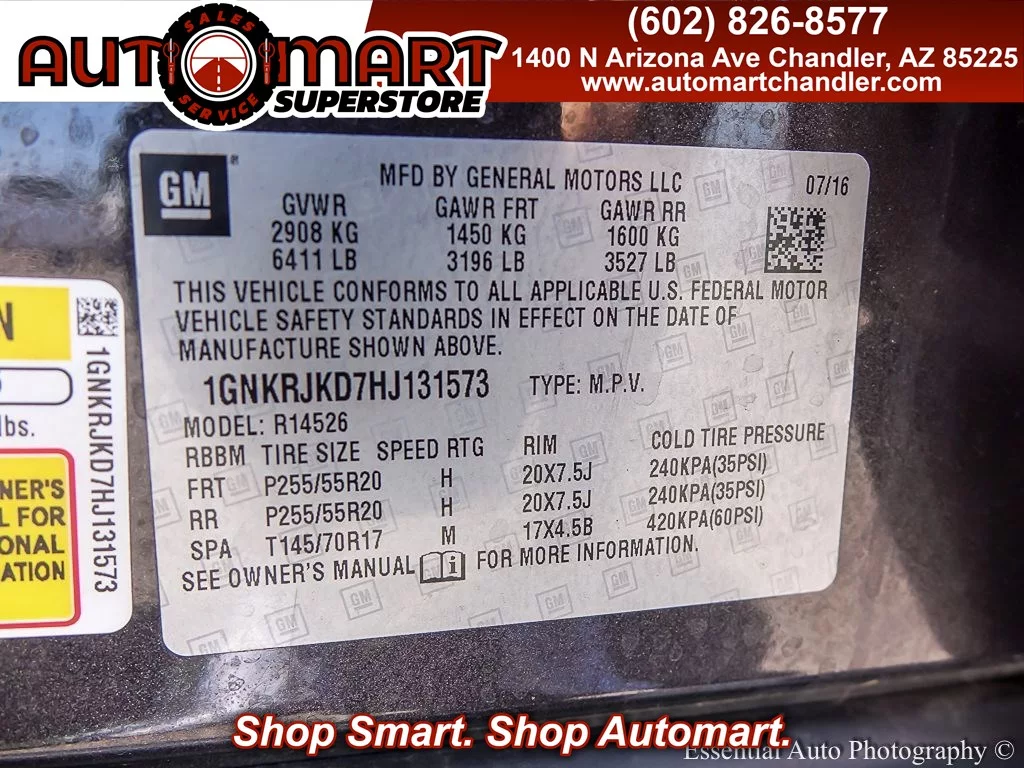 AUTOMART
SALES
SERVICE
SUPERSTORE
(602) 826-8577
1400 N Arizona Ave Chandler, AZ 85225
www.automartchandler.com
GM
MFD BY GENERAL MOTORS LLC 07/16
GVWR GAWR FRT GAWR RR
2908 KG 1450 KG 1600 KG
6411 LB 3196 LB 3527 LB
THIS VEHICLE CONFORMS TO ALL APPLICABLE U.S. FEDERAL MOTOR
VEHICLE SAFETY STANDARDS IN EFFECT ON THE DATE OF
MANUFACTURE SHOWN ABOVE.
1GNKRJKD7HJ131573 TYPE: M.P.V.
MODEL: R14526
RBBM TIRE SIZE SPEED RTG RIM COLD TIRE PRESSURE
FRT P255/55R20 H 20X7.5J 240KPA(35PSI)
RR P255/55R20 H 20X7.5J 240KPA(35PSI)
SPA T145/70R17 M 17X4.5B 420KPA(60PSI)
SEE OWNER'S MANUAL FOR MORE INFORMATION.
N
lbs.
NER'S
L FOR
ONAL
ATION
1GNKRJKD7HJ131573
Shop Smart. Shop Automart.
Essential Auto Photography ©